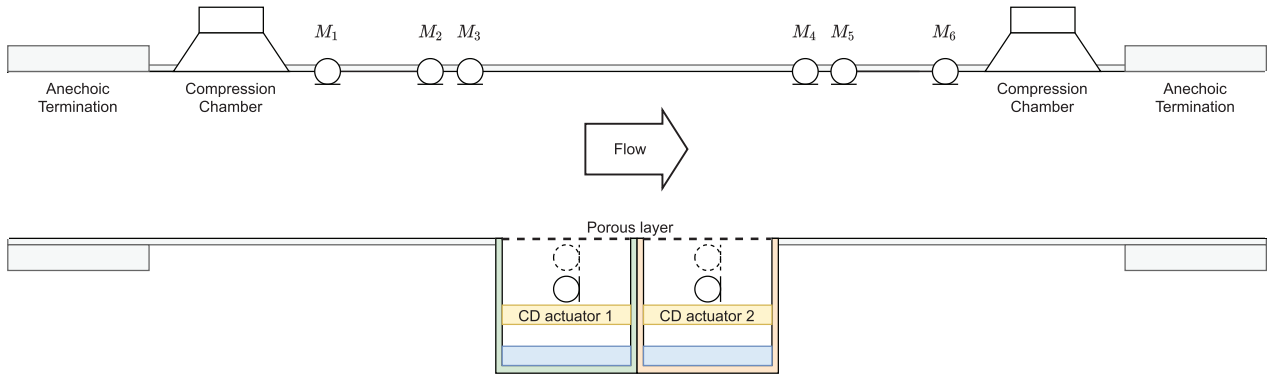 M₁
M₂
M₃
M₄
M₅
M₆
Anechoic
Termination
Compression
Chamber
Compression
Chamber
Anechoic
Termination
Flow
Porous layer
CD actuator 1
CD actuator 2